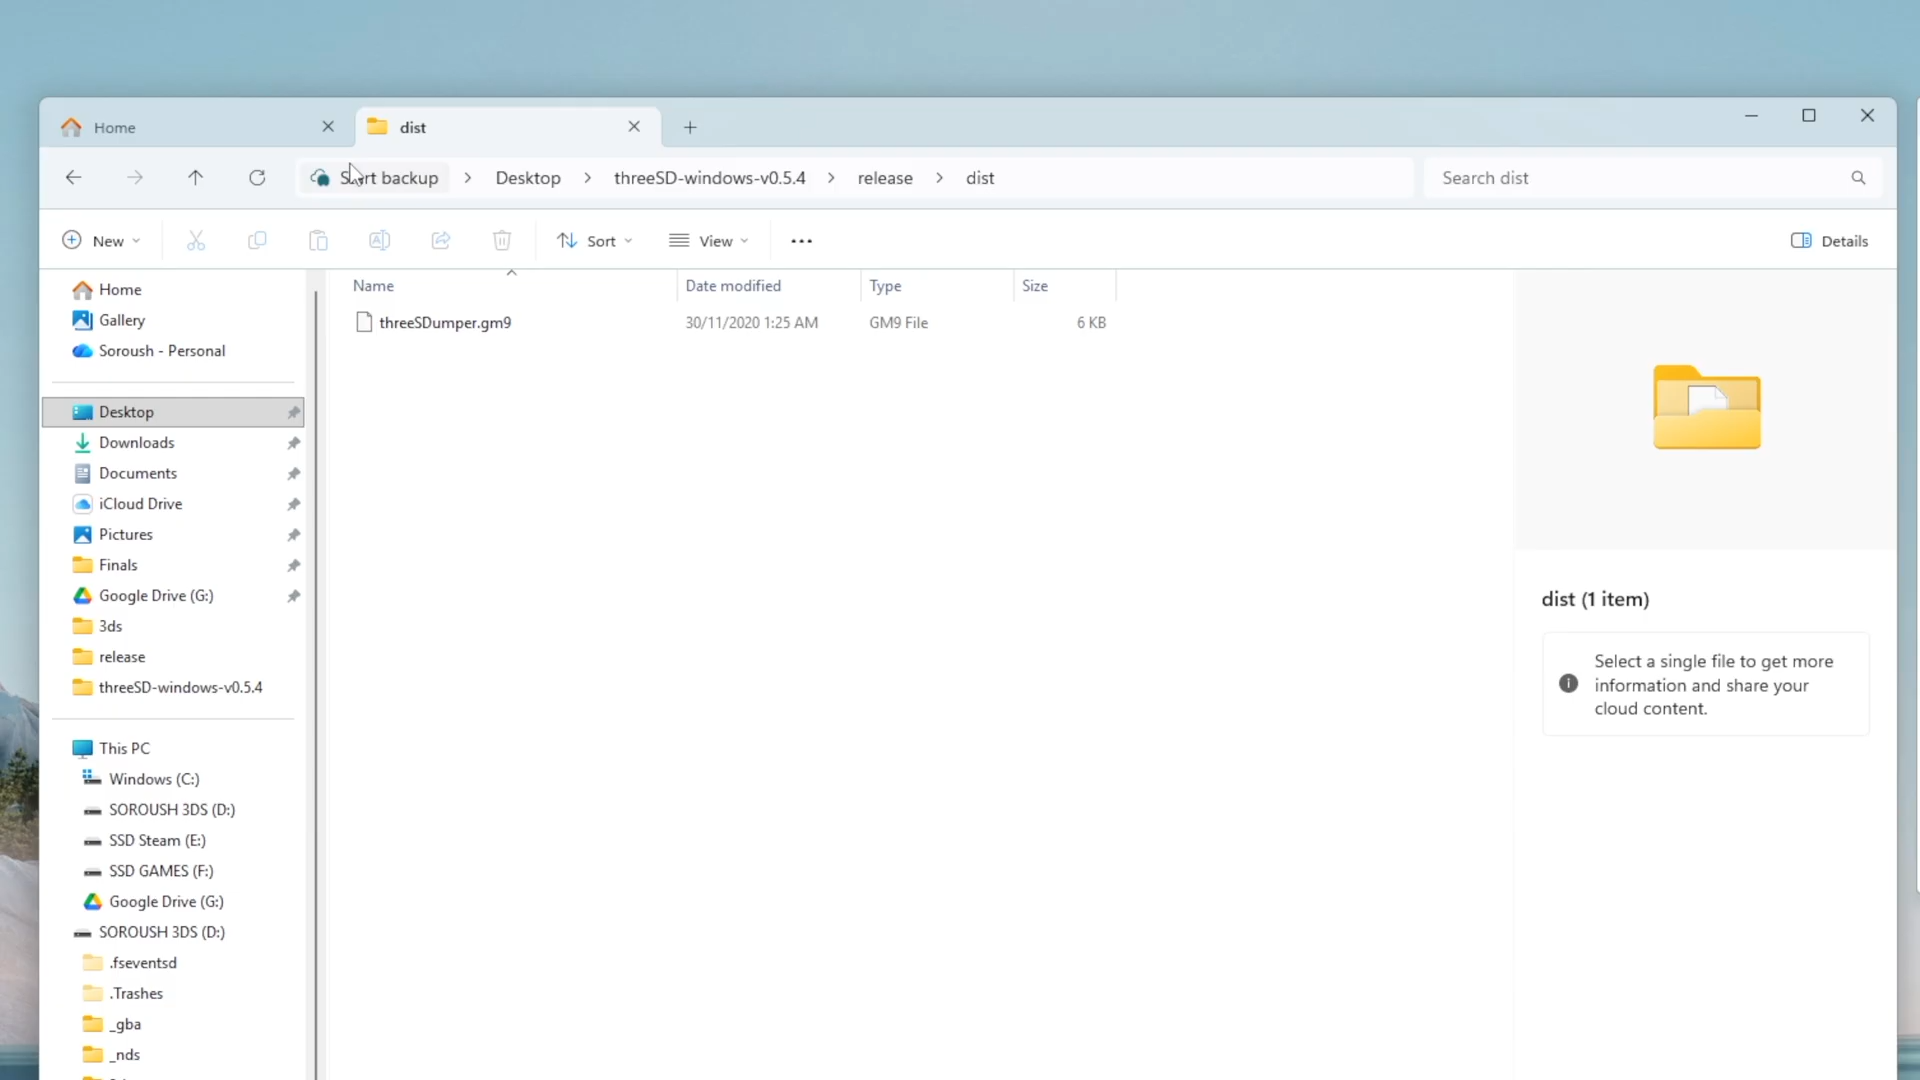 Home
dist
Start backup > Desktop > threeSD-windows-v0.5.4 > release > dist
Search dist
New
Sort
View
Details
Home
Gallery
Soroush - Personal
Desktop
Downloads
Documents
iCloud Drive
Pictures
Finals
Google Drive (G:)
3ds
release
threeSD-windows-v0.5.4
This PC
Windows (C:)
SOROUSH 3DS (D:)
SSD Steam (E:)
SSD GAMES (F:)
Google Drive (G:)
SOROUSH 3DS (D:)
.fseventsd
.Trashes
_gba
_nds
Name Date modified Type Size
threeSDumper.gm9 30/11/2020 1:25 AM GM9 File 6 KB
dist (1 item)
Select a single file to get more
information and share your
cloud content.